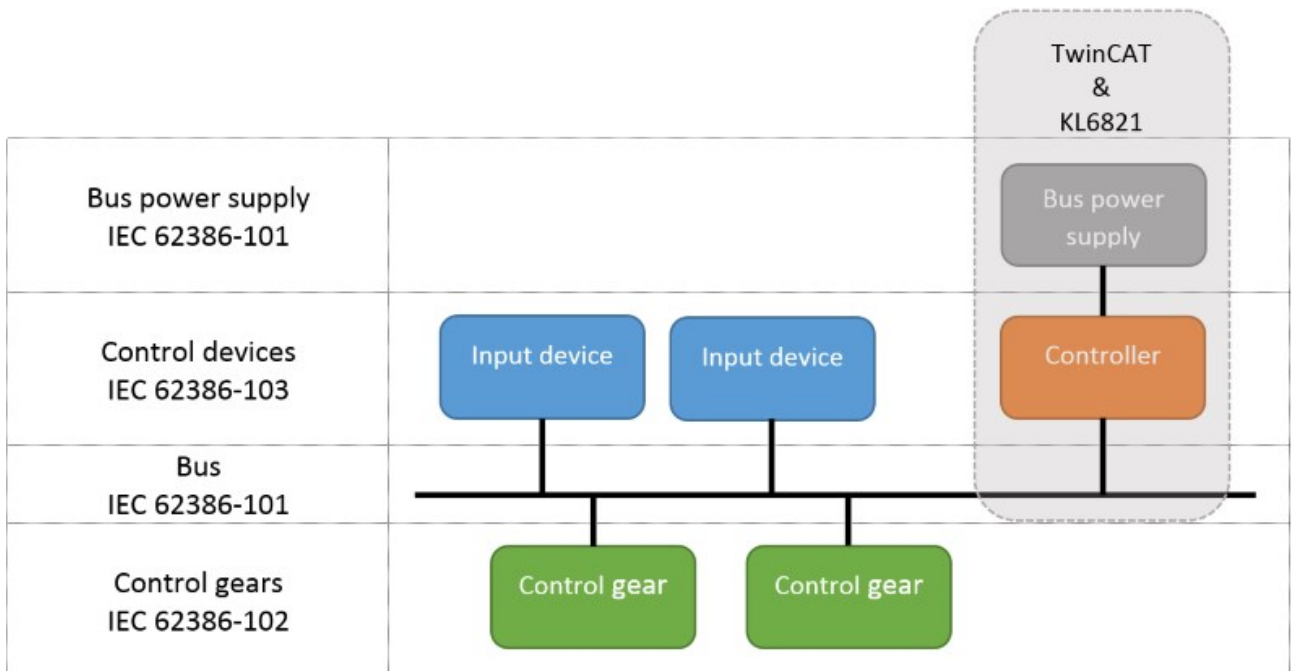 TwinCAT
&
KL6821
Bus power supply
IEC 62386-101
Bus power
supply
Control devices
IEC 62386-103
Input device
Input device
Controller
Bus
IEC 62386-101
Control gears
IEC 62386-102
Control gear
Control gear